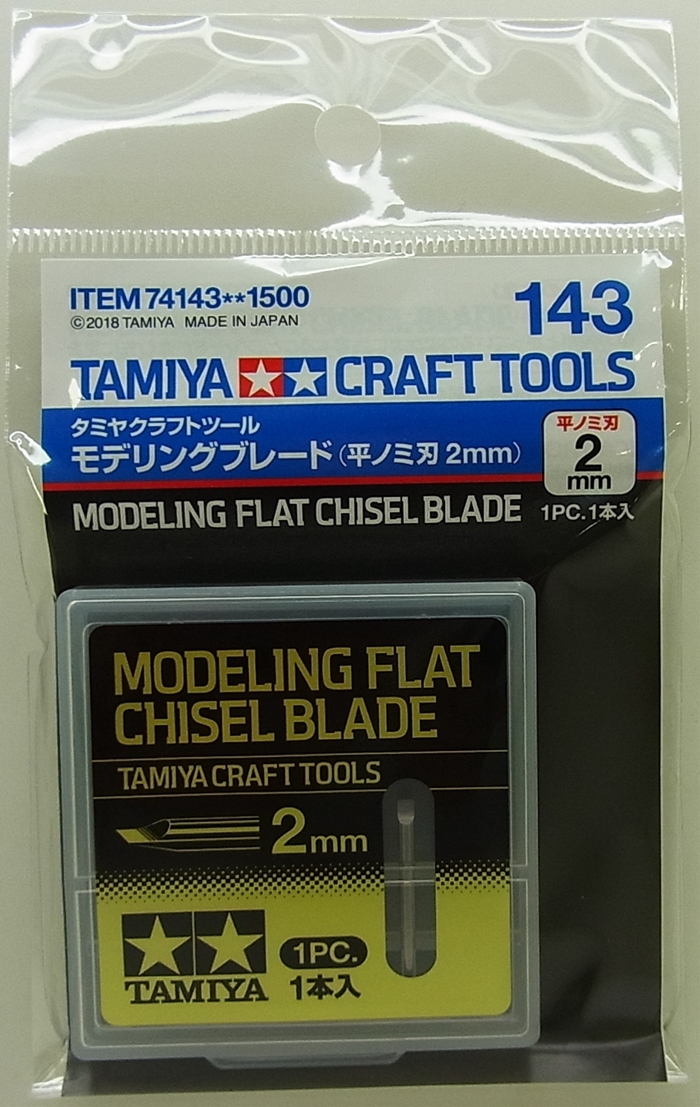 ITEM 74143**1500
143
©2018 TAMIYA MADE IN JAPAN
TAMIYA CRAFT TOOLS
タミヤクラフトツール
モデリングブレード(平ノミ刃 2mm)
平ノミ刃
2
mm
MODELING FLAT CHISEL BLADE
1PC.1本入
MODELING FLAT
CHISEL BLADE
TAMIYA CRAFT TOOLS
2mm
TAMIYA
1PC.
1本入